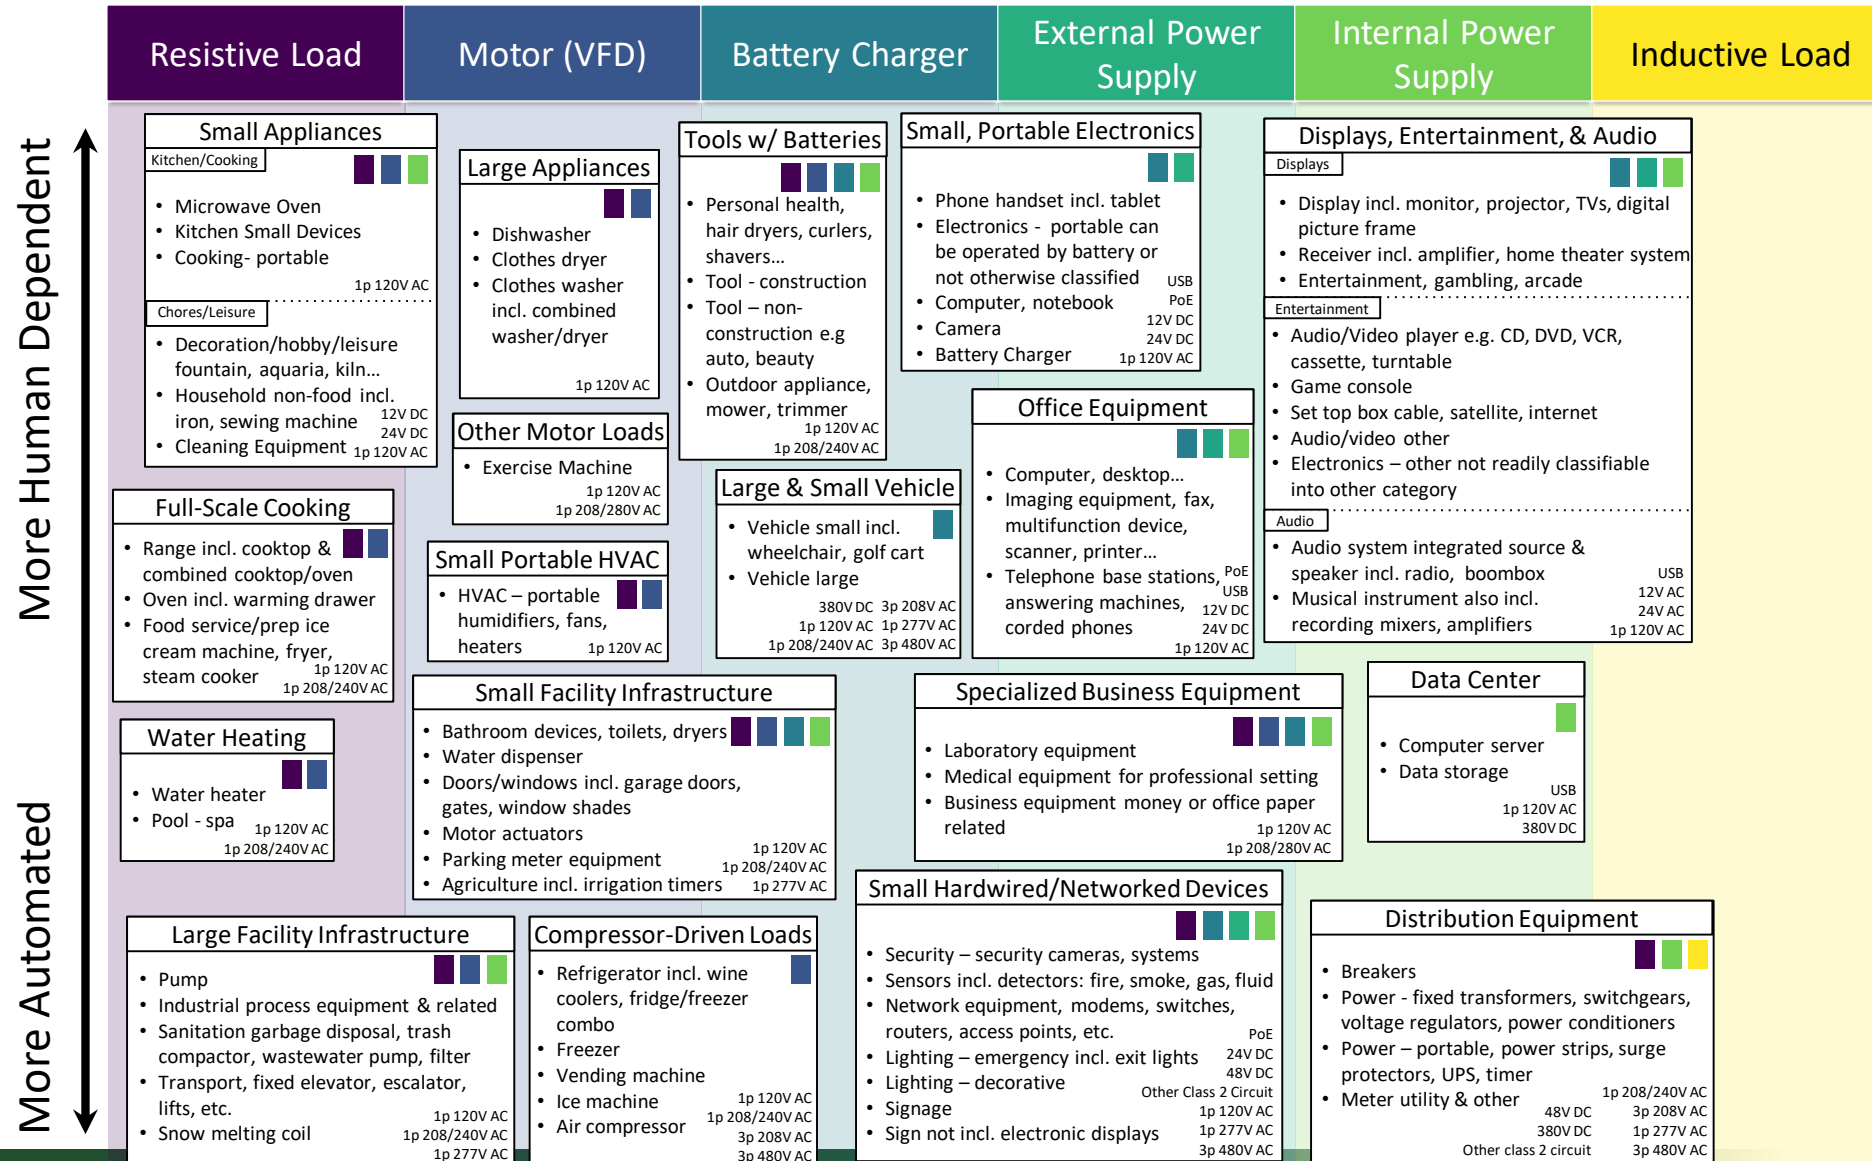 Resistive Load
Motor (VFD)
Battery Charger
External Power
Supply
Internal Power
Supply
Inductive Load
More Human Dependent
More Automated
Small Appliances
Kitchen/Cooking
• Microwave Oven
• Kitchen Small Devices
• Cooking- portable
1p 120V AC
Chores/Leisure
• Decoration/hobby/leisure
fountain, aquaria, kiln...
• Household non-food incl.
iron, sewing machine
• Cleaning Equipment
12V DC
24V DC
1p 120V AC
Full-Scale Cooking
• Range incl. cooktop &
combined cooktop/oven
• Oven incl. warming drawer
• Food service/prep ice
cream machine, fryer,
steam cooker
1p 120V AC
1p 208/240V AC
Water Heating
• Water heater
• Pool - spa
1p 120V AC
1p 208/240V AC
Large Facility Infrastructure
• Pump
• Industrial process equipment & related
• Sanitation garbage disposal, trash
compactor, wastewater pump, filter
• Transport, fixed elevator, escalator,
lifts, etc.
• Snow melting coil
1p 120V AC
1p 208/240V AC
1p 277V AC
Large Appliances
• Dishwasher
• Clothes dryer
• Clothes washer
incl. combined
washer/dryer
1p 120V AC
Other Motor Loads
• Exercise Machine
1p 120V AC
1p 208/280V AC
Small Portable HVAC
• HVAC – portable
humidifiers, fans,
heaters
1p 120V AC
Small Facility Infrastructure
• Bathroom devices, toilets, dryers
• Water dispenser
• Doors/windows incl. garage doors,
gates, window shades
• Motor actuators
• Parking meter equipment
• Agriculture incl. irrigation timers
1p 120V AC
1p 208/240V AC
1p 277V AC
Compressor-Driven Loads
• Refrigerator incl. wine
coolers, fridge/freezer
combo
• Freezer
• Vending machine
• Ice machine
• Air compressor
1p 120V AC
1p 208/240V AC
3p 208V AC
3p 480V AC
Tools w/ Batteries
• Personal health,
hair dryers, curlers,
shavers...
• Tool - construction
• Tool – non-
construction e.g
auto, beauty
• Outdoor appliance,
mower, trimmer
1p 120V AC
1p 208/240V AC
Large & Small Vehicle
• Vehicle small incl.
wheelchair, golf cart
• Vehicle large
380V DC 3p 208V AC
1p 120V AC 1p 277V AC
1p 208/240V AC 3p 480V AC
Small, Portable Electronics
• Phone handset incl. tablet
• Electronics - portable can
be operated by battery or
not otherwise classified
• Computer, notebook
• Camera
• Battery Charger
USB
PoE
12V DC
24V DC
1p 120V AC
Office Equipment
• Computer, desktop...
• Imaging equipment, fax,
multifunction device,
scanner, printer...
• Telephone base stations,
answering machines,
corded phones
PoE
USB
12V DC
24V DC
1p 120V AC
Specialized Business Equipment
• Laboratory equipment
• Medical equipment for professional setting
• Business equipment money or office paper
related
1p 120V AC
1p 208/280V AC
Small Hardwired/Networked Devices
• Security – security cameras, systems
• Sensors incl. detectors: fire, smoke, gas, fluid
• Network equipment, modems, switches,
routers, access points, etc.
• Lighting – emergency incl. exit lights
• Lighting – decorative
• Signage
• Sign not incl. electronic displays
PoE
24V DC
48V DC
Other Class 2 Circuit
1p 120V AC
1p 277V AC
3p 480V AC
Displays, Entertainment, & Audio
Displays
• Display incl. monitor, projector, TVs, digital
picture frame
• Receiver incl. amplifier, home theater system
• Entertainment, gambling, arcade
Entertainment
• Audio/Video player e.g. CD, DVD, VCR,
cassette, turntable
• Game console
• Set top box cable, satellite, internet
• Audio/video other
• Electronics – other not readily classifiable
into other category
Audio
• Audio system integrated source &
speaker incl. radio, boombox
• Musical instrument also incl.
recording mixers, amplifiers
USB
12V AC
24V AC
1p 120V AC
Data Center
• Computer server
• Data storage
USB
1p 120V AC
380V DC
Distribution Equipment
• Breakers
• Power - fixed transformers, switchgears,
voltage regulators, power conditioners
• Power – portable, power strips, surge
protectors, UPS, timer
• Meter utility & other
48V DC
380V DC
Other class 2 circuit
1p 208/240V AC
3p 208V AC
1p 277V AC
3p 480V AC